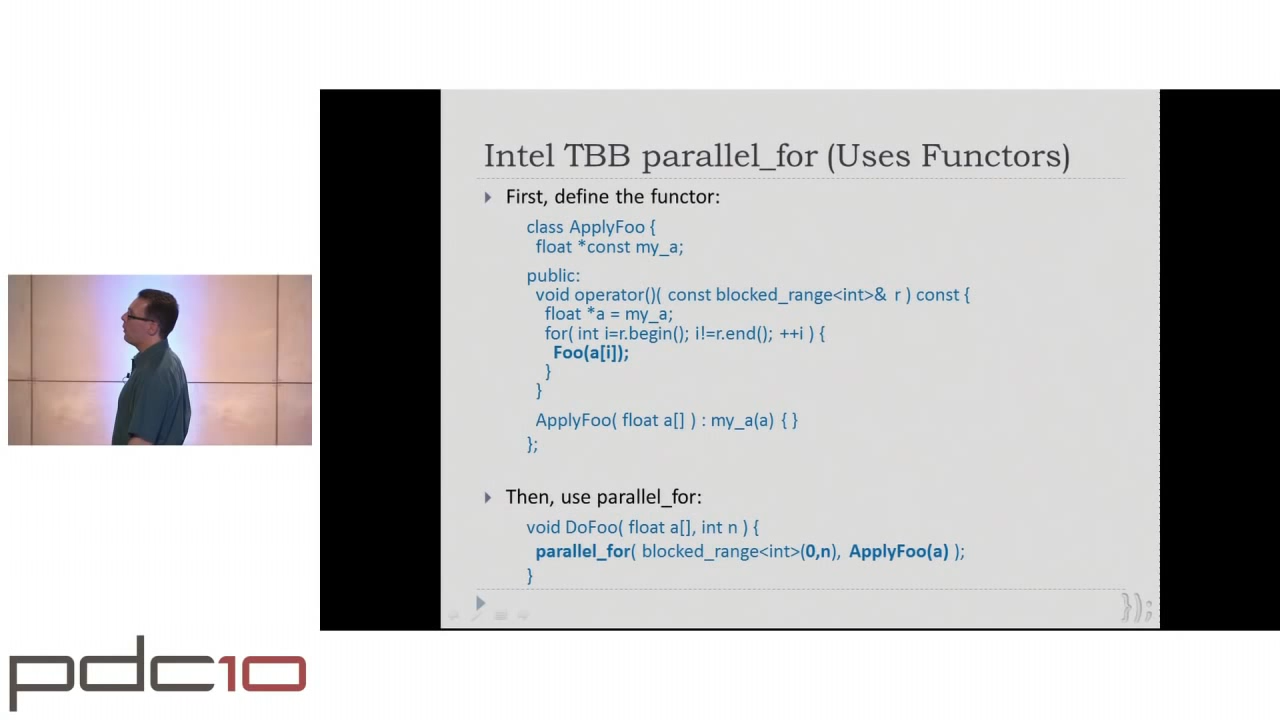 Intel TBB parallel_for (Uses Functors)
First, define the functor:
class ApplyFoo {
float *const my_a;
public:
void operator()( const blocked_range<int>& r ) const {
float *a = my_a;
for( int i=r.begin(); i!=r.end(); ++i ) {
Foo(a[i]);
}
}
ApplyFoo( float a[] ) : my_a(a) { }
};
Then, use parallel_for:
void DoFoo( float a[], int n ) {
parallel_for( blocked_range<int>(0,n), ApplyFoo(a) );
}
});
pdc10